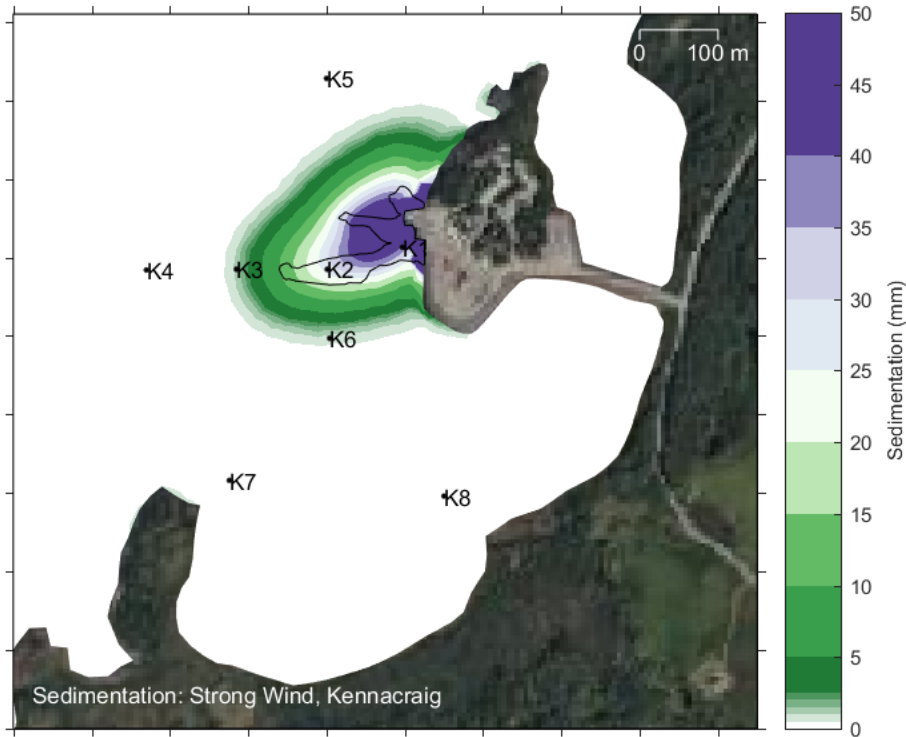 50
0 100 m
K5
45
40
35
K1
K4 K3 K2
30
Sedimentation (mm)
25
K6
20
15
K7
K8
10
5
Sedimentation: Strong Wind, Kennacraig
0